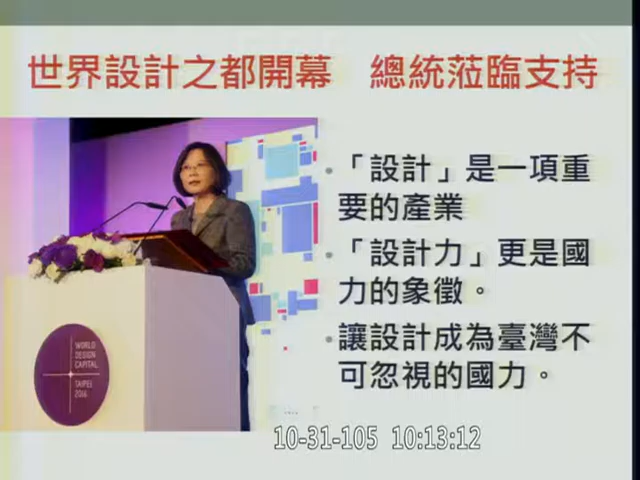 世界設計之都開幕　總統蒞臨支持
「設計」是一項重
要的產業
「設計力」更是國
力的象徵。
讓設計成為臺灣不
可忽視的國力。
WORLD
DESIGN
CAPITAL
TAIPEI
2016
10-31-105 10:13:12